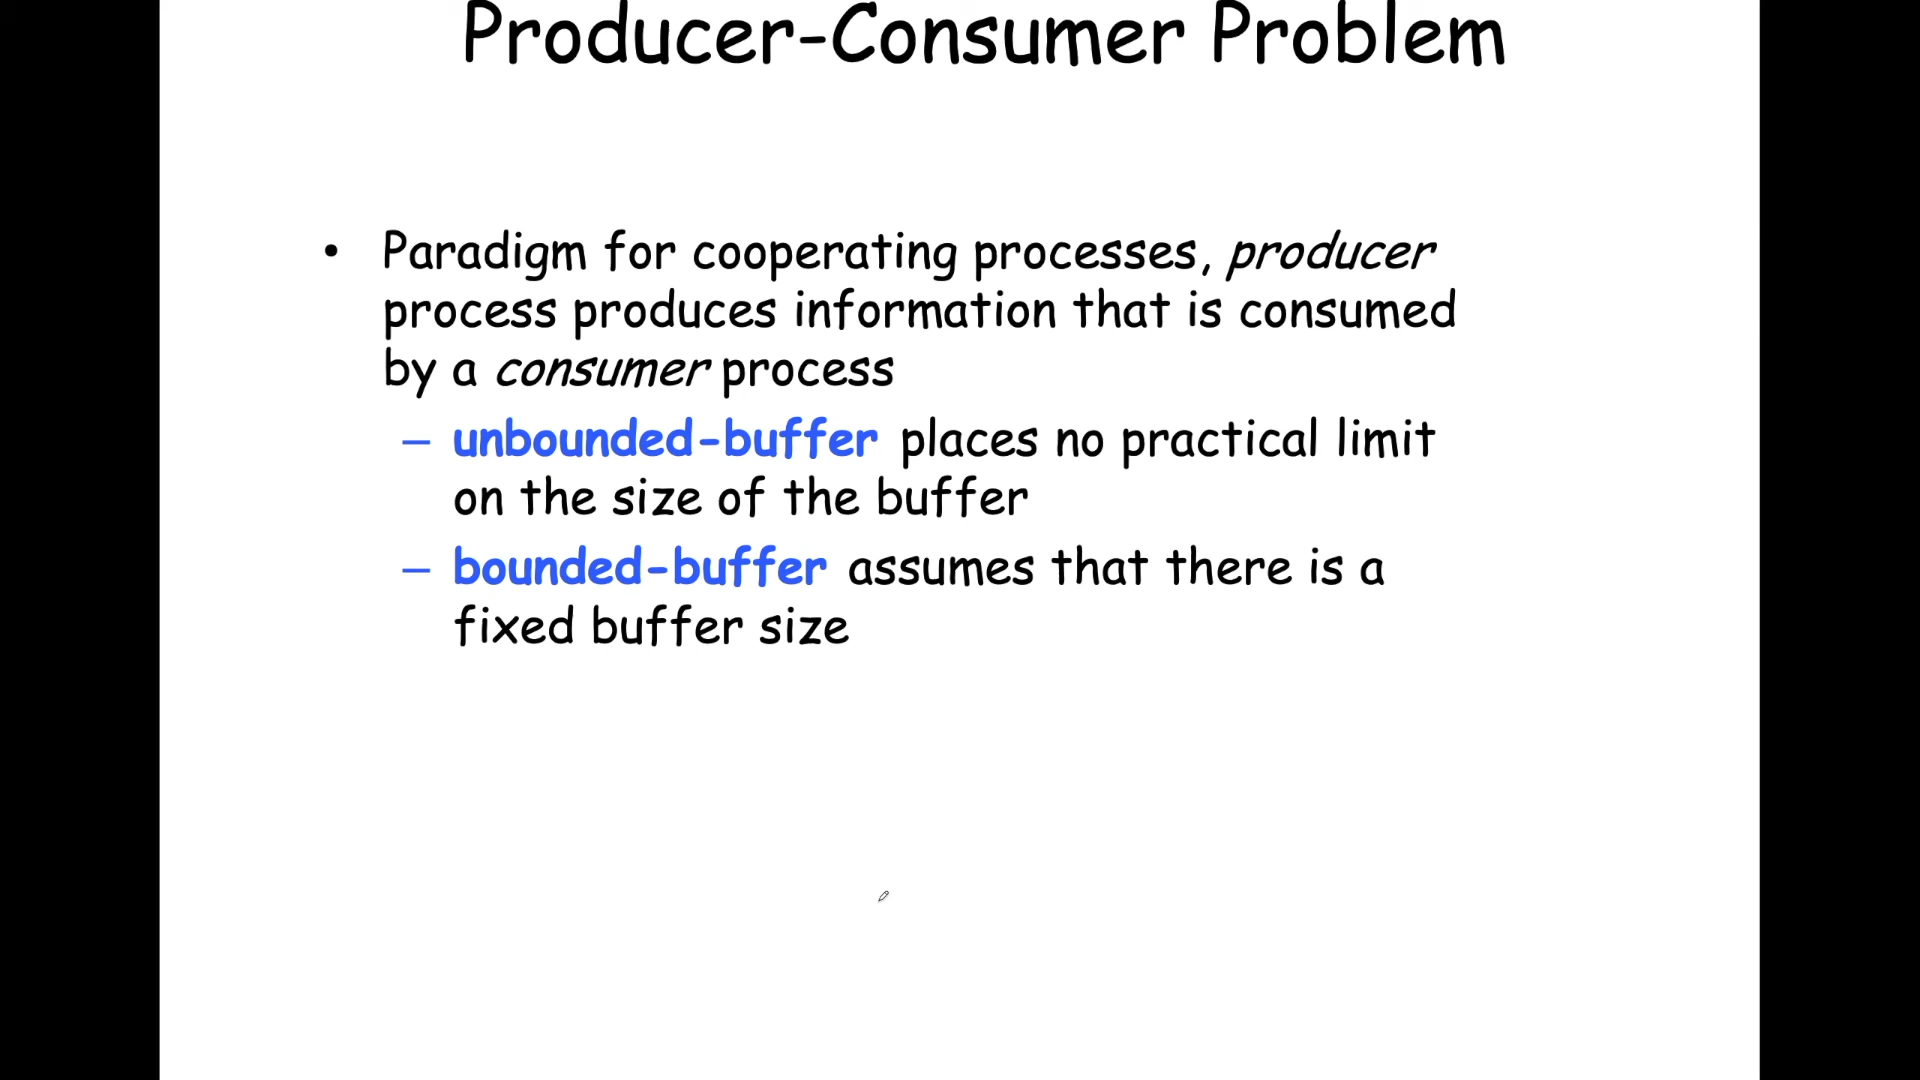 Producer-Consumer Problem
• Paradigm for cooperating processes, producer
process produces information that is consumed
by a consumer process
– unbounded-buffer places no practical limit
on the size of the buffer
– bounded-buffer assumes that there is a
fixed buffer size